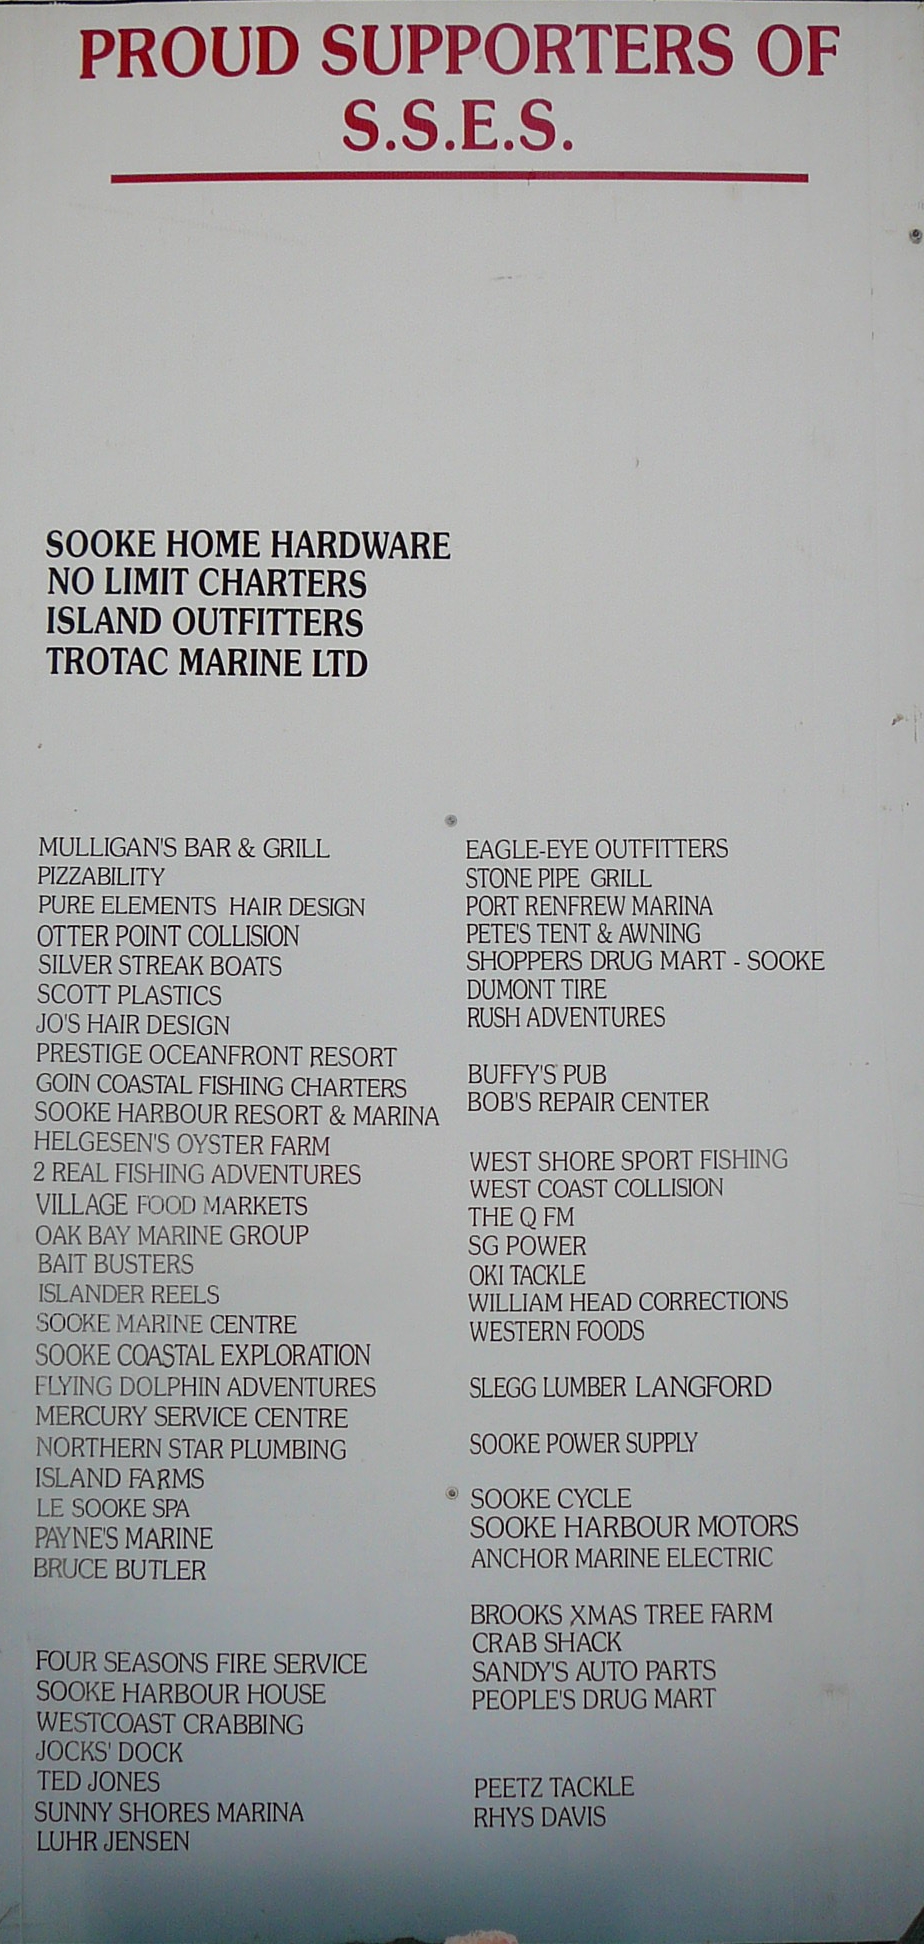 PROUD SUPPORTERS OF
S.S.E.S.
SOOKE HOME HARDWARE
NO LIMIT CHARTERS
ISLAND OUTFITTERS
TROTAC MARINE LTD
MULLIGAN'S BAR & GRILL
PIZZABILITY
PURE ELEMENTS HAIR DESIGN
OTTER POINT COLLISION
SILVER STREAK BOATS
SCOTT PLASTICS
JO'S HAIR DESIGN
PRESTIGE OCEANFRONT RESORT
GOIN COASTAL FISHING CHARTERS
SOOKE HARBOUR RESORT & MARINA
HELGESEN'S OYSTER FARM
2 REAL FISHING ADVENTURES
VILLAGE FOOD MARKETS
OAK BAY MARINE GROUP
BAIT BUSTERS
ISLANDER REELS
SOOKE MARINE CENTRE
SOOKE COASTAL EXPLORATION
FLYING DOLPHIN ADVENTURES
MERCURY SERVICE CENTRE
NORTHERN STAR PLUMBING
ISLAND FARMS
LE SOOKE SPA
PAYNE'S MARINE
BRUCE BUTLER
FOUR SEASONS FIRE SERVICE
SOOKE HARBOUR HOUSE
WESTCOAST CRABBING
JOCKS' DOCK
TED JONES
SUNNY SHORES MARINA
LUHR JENSEN
EAGLE-EYE OUTFITTERS
STONE PIPE GRILL
PORT RENFREW MARINA
PETE'S TENT & AWNING
SHOPPERS DRUG MART - SOOKE
DUMONT TIRE
RUSH ADVENTURES
BUFFY'S PUB
BOB'S REPAIR CENTER
WEST SHORE SPORT FISHING
WEST COAST COLLISION
THE Q FM
SG POWER
OKI TACKLE
WILLIAM HEAD CORRECTIONS
WESTERN FOODS
SLEGG LUMBER LANGFORD
SOOKE POWER SUPPLY
SOOKE CYCLE
SOOKE HARBOUR MOTORS
ANCHOR MARINE ELECTRIC
BROOKS XMAS TREE FARM
CRAB SHACK
SANDY'S AUTO PARTS
PEOPLE'S DRUG MART
PEETZ TACKLE
RHYS DAVIS